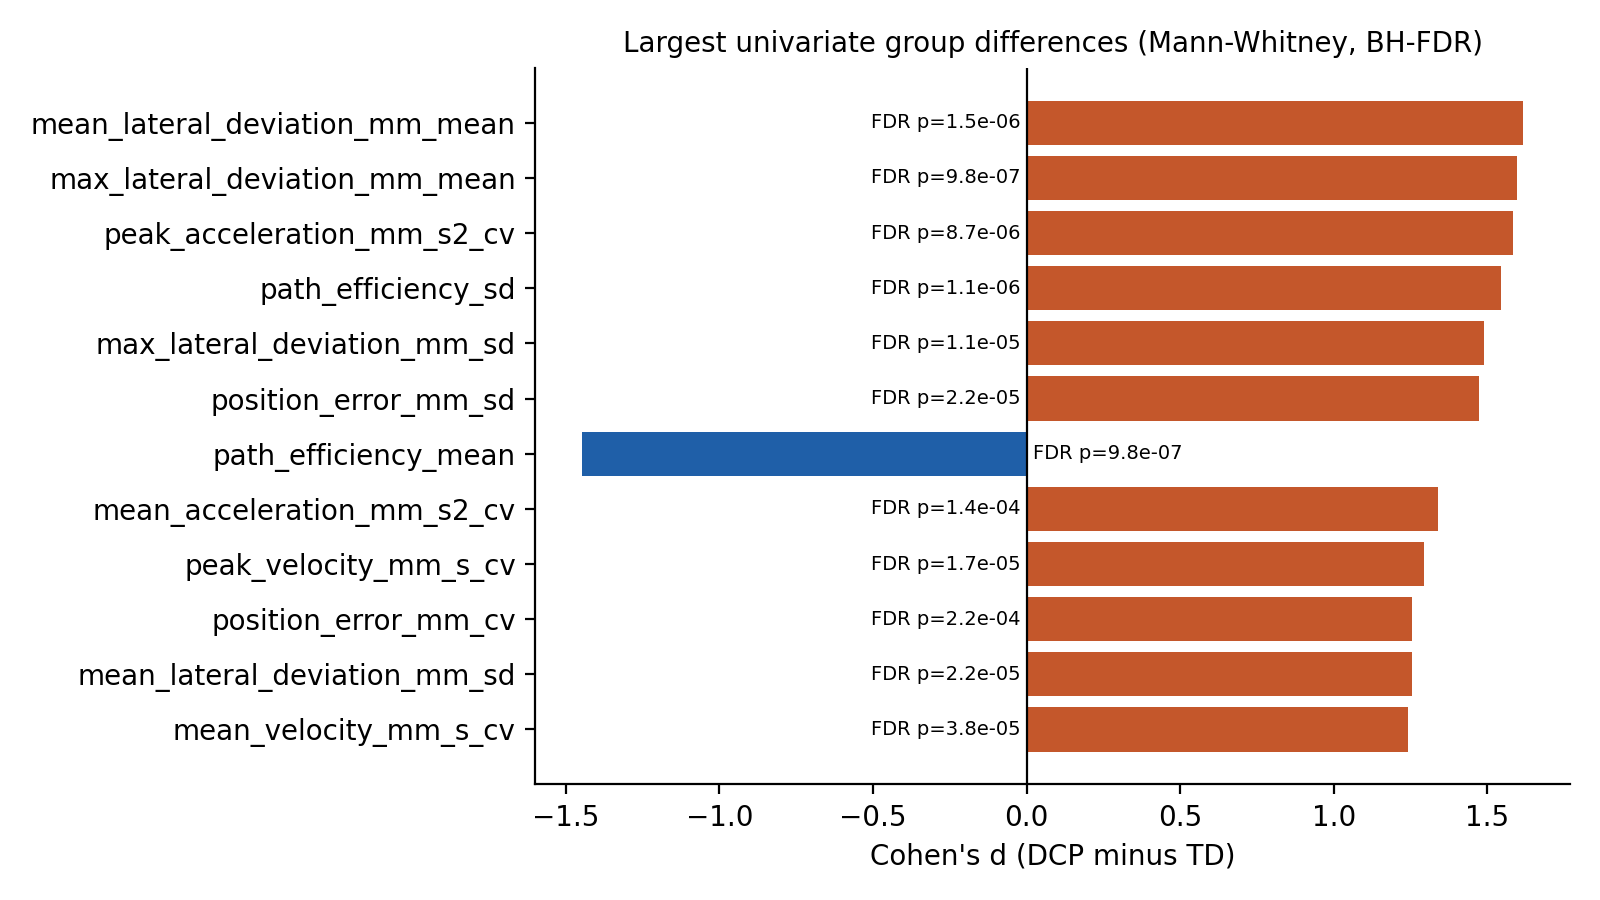 Largest univariate group differences (Mann-Whitney, BH-FDR)
mean_lateral_deviation_mm_mean FDR p=1.5e-06
max_lateral_deviation_mm_mean FDR p=9.8e-07
peak_acceleration_mm_s2_cv FDR p=8.7e-06
path_efficiency_sd FDR p=1.1e-06
max_lateral_deviation_mm_sd FDR p=1.1e-05
position_error_mm_sd FDR p=2.2e-05
path_efficiency_mean FDR p=9.8e-07
mean_acceleration_mm_s2_cv FDR p=1.4e-04
peak_velocity_mm_s_cv FDR p=1.7e-05
position_error_mm_cv FDR p=2.2e-04
mean_lateral_deviation_mm_sd FDR p=2.2e-05
mean_velocity_mm_s_cv FDR p=3.8e-05
−1.5 −1.0 −0.5 0.0 0.5 1.0 1.5
Cohen's d (DCP minus TD)